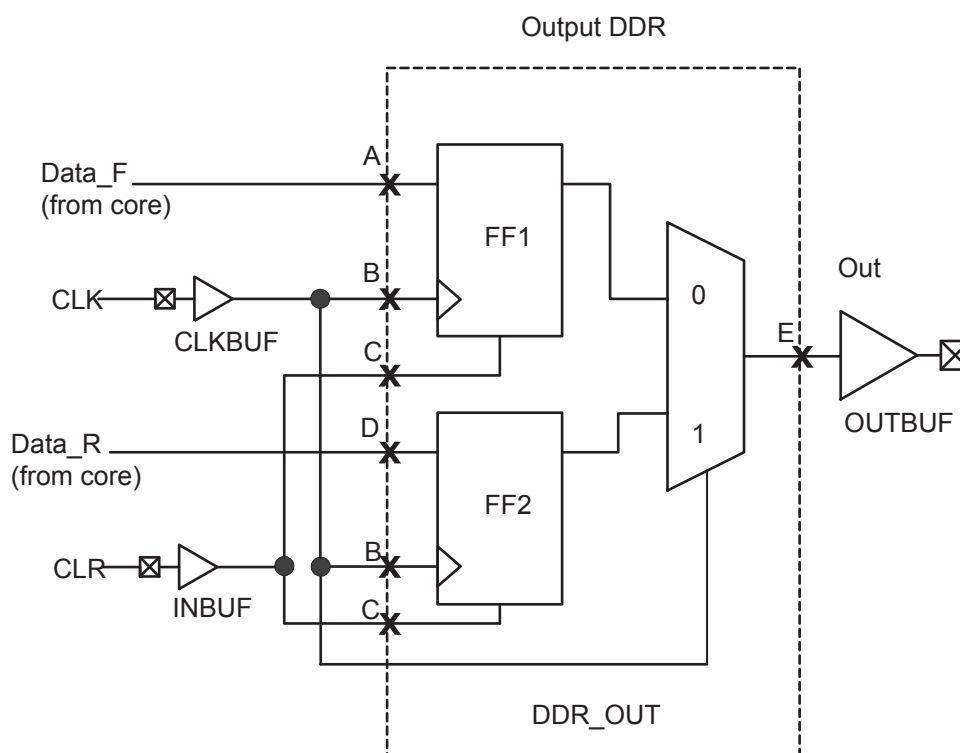 Output DDR
A
Data_F
(from core)
FF1
B
CLK
CLKBUF
0
Out
C
E
D
OUTBUF
Data_R
(from core)
1
FF2
B
CLR
INBUF
C
DDR_OUT